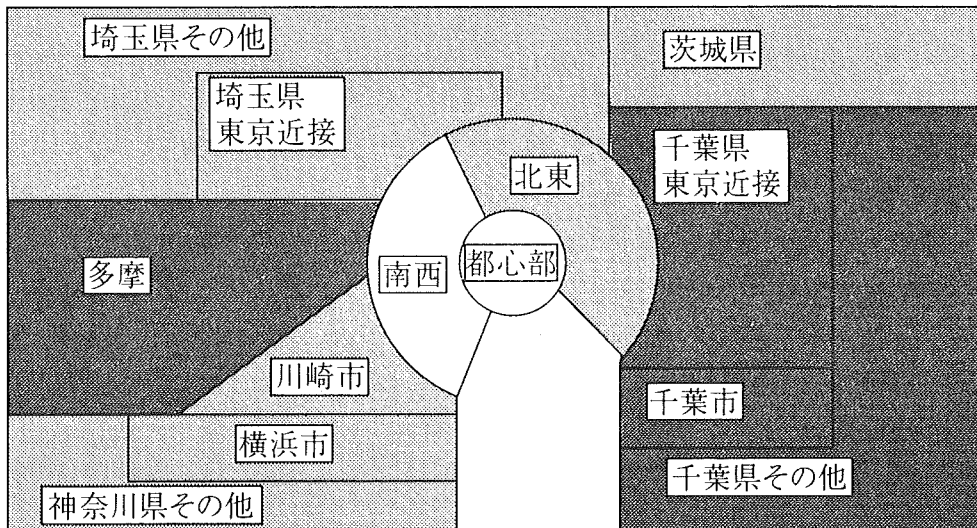 埼玉県その他
茨城県
埼玉県
東京近接
千葉県
東京近接
北東
多摩
南西
都心部
川崎市
千葉市
横浜市
千葉県その他
神奈川県その他